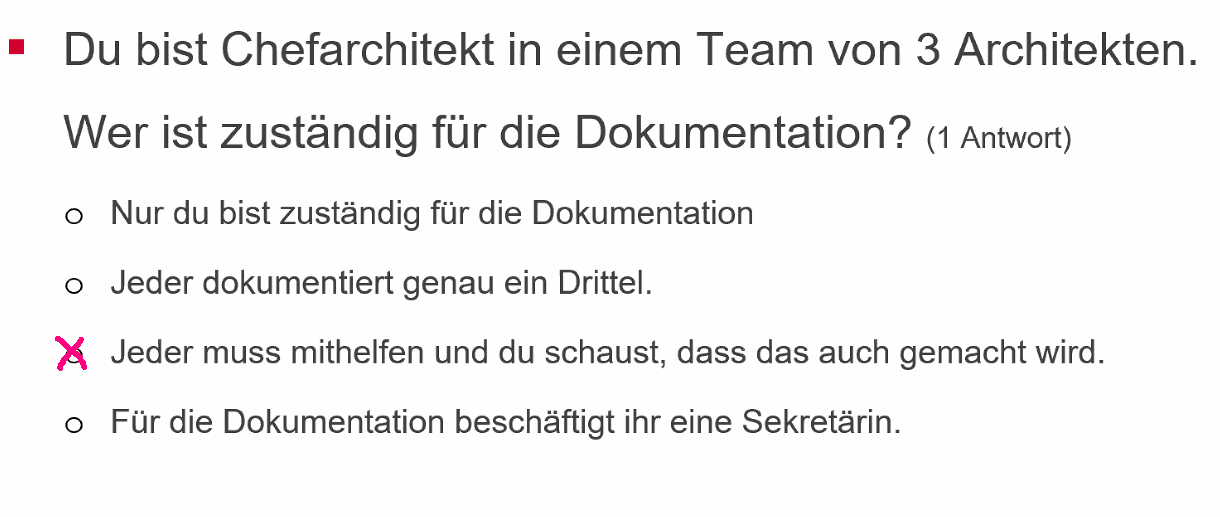 Du bist Chefarchitekt in einem Team von 3 Architekten.
Wer ist zuständig für die Dokumentation? (1 Antwort)
Nur du bist zuständig für die Dokumentation
Jeder dokumentiert genau ein Drittel.
Jeder muss mithelfen und du schaust, dass das auch gemacht wird.
Für die Dokumentation beschäftigt ihr eine Sekretärin.